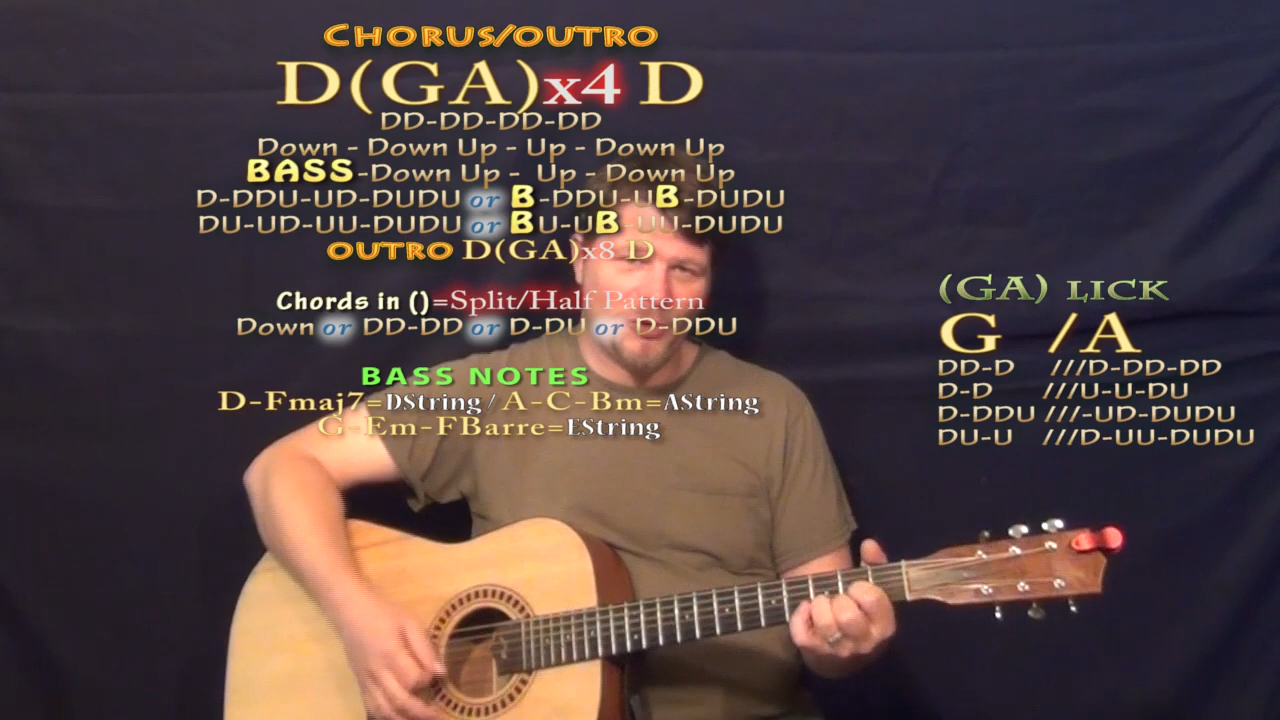 CHORUS/OUTRO
D(GA)x4 D
DD-DD-DD-DD
Down - Down Up - Up - Down Up
BASS-Down Up - Up - Down Up
D-DDU-UD-DUDU or B-DDU-UB-DUDU
DU-UD-UU-DUDU or BU-UB-UU-DUDU
OUTRO D(GA)x8 D
Chords in ()=Split/Half Pattern
Down or DD-DD or D-DU or D-DDU
BASS NOTES
D-Fmaj7=DString / A-C-Bm=AString
G-Em-FBarre=EString
(GA) LICK
G /A
DD-D ///D-DD-DD
D-D ///U-U-DU
D-DDU ///-UD-DUDU
DU-U ///D-UU-DUDU